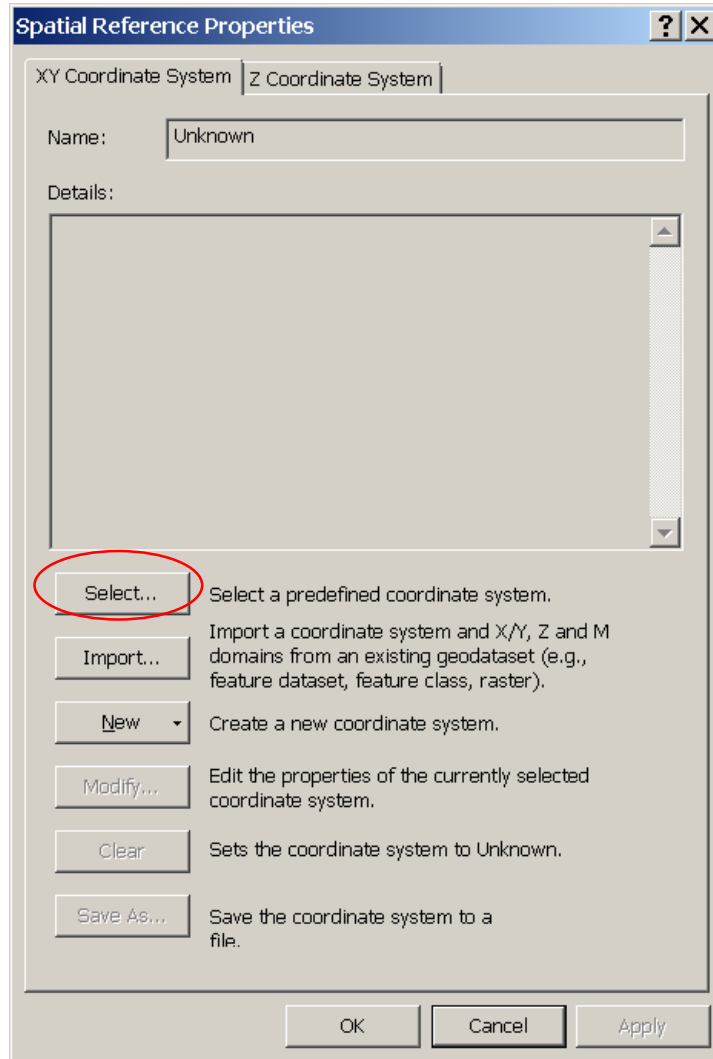 Spatial Reference Properties
XY Coordinate System
Z Coordinate System
Name:
Unknown
Details:
Select...
Select a predefined coordinate system.
Import...
Import a coordinate system and X/Y, Z and M
domains from an existing geodataset (e.g.,
feature dataset, feature class, raster).
New
Create a new coordinate system.
Modify...
Edit the properties of the currently selected
coordinate system.
Clear
Sets the coordinate system to Unknown.
Save As...
Save the coordinate system to a
file.
OK
Cancel
Apply